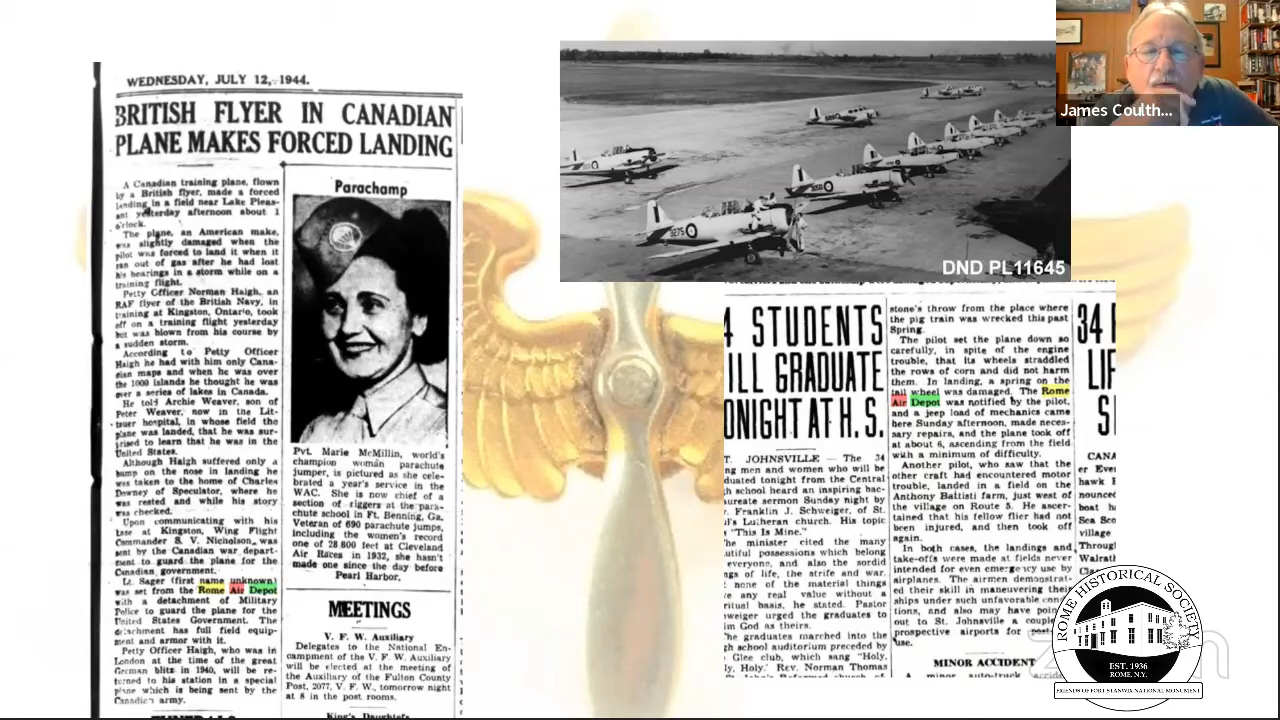 WEDNESDAY, JULY 12, 1944.
BRITISH FLYER IN CANADIAN
PLANE MAKES FORCED LANDING
A Canadian training plane, flown
by a British flyer, made a forced
landing in a field near Lake Pleas-
ant yesterday afternoon about 1
o'clock.
The plane, an American make,
was slightly damaged when the
pilot was forced to land it when it
ran out of gas after he had lost
his bearings in a storm while on a
training flight.
Petty Officer Norman Haigh, an
RAF flyer of the British Navy, in
training at Kingston, Ontario, took
off on a training flight yesterday
but was blown from his course by
a sudden storm.
According to Petty Officer
Haigh he had with him only Cana-
dian maps and when he was over
the 1000 islands he thought he was
over a series of lakes in Canada.
He told Archie Weaver, son of
Peter Weaver, now in the Lit-
tauer hospital, in whose field the
plane was landed, that he was sur-
prised to learn that he was in the
United States.
Although Haigh suffered only a
bump on the nose in landing he
was taken to the home of Charles
Downey of Speculator, where he
was rested and while his story
was checked.
Upon communicating with his
base at Kingston, Wing Flight
Commander S. V. Nicholson, was
sent by the Canadian war depart-
ment to guard the plane for the
Canadian government.
Lt. Sager (first name unknown)
was set from the Rome Air Depot
with a detachment of Military
Police to guard the plane for the
United States Government. The
detachment has full field equip-
ment and armor with it.
Petty Officer Haigh, who was in
London at the time of the great
German blitz in 1940, will be re-
turned to his station in a special
plane which is being sent by the
Canadian army.
FUNERALS
Parachamp
Pvt. Marie McMillin, world's
champion woman parachute
jumper, is pictured as she cele-
brated a year's service in the
WAC. She is now chief of a
section of riggers at the para-
chute school in Ft. Benning, Ga.
Veteran of 690 parachute jumps,
including the women's record
one of 28,800 feet at Cleveland
Air Races in 1932, she hasn't
made one since the day before
Pearl Harbor.
MEETINGS
V. F. W. Auxiliary
Delegates to the National En-
campment of the V. F. W. Auxiliary
will be elected at the meeting of
the Auxiliary of the Fulton County
Post, 2077, V. F. W., tomorrow night
at 8 in the post rooms.
King's Daughters
3275
DND PL11645
James Coulth...
4 STUDENTS
ILL GRADUATE
ONIGHT AT H. S.
T. JOHNSVILLE — The 34
ng men and women who will be
duated tonight from the Central
h school heard an inspiring bac-
aureate sermon Sunday night by
v. Franklin J. Schweiger, of St.
ul's Lutheran church. His topic
s "This Is Mine."
The minister cited the many
utiful possessions which belong
everyone, and also the sordid
ngs of life, the strife and war.
t none of the material things
ve any real value without a
ritual basis, he stated. Pastor
weiger urged the graduates to
im God as theirs.
The graduates marched into the
gh school auditorium preceded by
Glee club, which sang "Holy,
ly, Holy." Rev. Norman Thomas
stone's throw from the place where
the pig train was wrecked this past
Spring.
The pilot set the plane down so
carefully, in spite of the engine
trouble, that its wheels straddled
the rows of corn and did not harm
them. In landing, a spring on the
tail wheel was damaged. The Rome
Air Depot was notified by the pilot,
and a jeep load of mechanics came
here Sunday afternoon, made neces-
sary repairs, and the plane took off
at about 6, ascending from the field
with a minimum of difficulty.
Another pilot, who saw that the
other craft had encountered motor
trouble, landed in a field on the
Anthony Battisti farm, just west of
the village on Route 5. He ascer-
tained that his fellow flier had not
been injured, and then took off
again.
In both cases, the landings and
take-offs were made at fields never
intended for even emergency use by
airplanes. The airmen demonstrat-
ed their skill in maneuvering their
ships under such unfavorable condi
tions, and also may have poin
out to St. Johnsville a couple
prospective airports for post-
use.
MINOR ACCIDENT
A minor auto-truck
34
LIF
S
CANA
er Eve
hawk
nounced
boat
Sea Sco
village
Throug
Walrat
ROME HISTORICAL SOCIETY
EST. 1936
ROME, N.Y.
FRIENDS OF FORT STANWIX NATIONAL MONUMENT